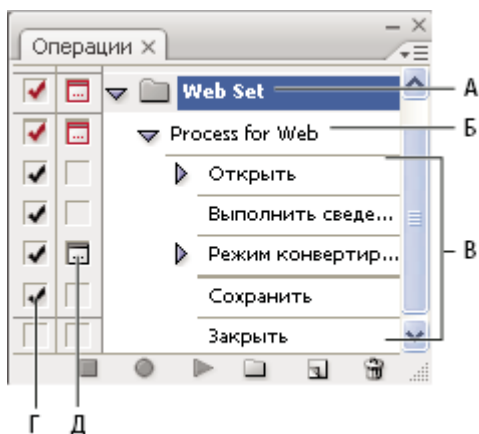 Операции
Web Set
А
Process for Web
Б
Открыть
Выполнить сведе...
В
Режим конвертир...
Сохранить
Закрыть
Г
Д